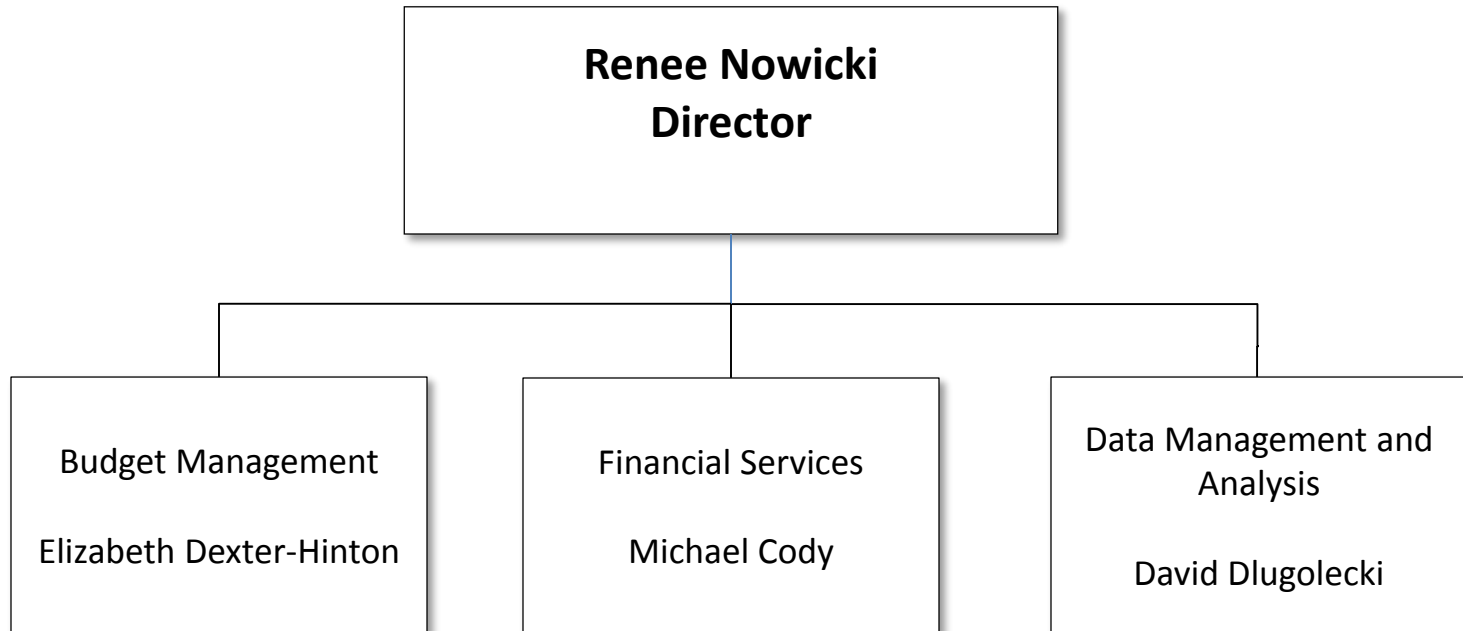 Renee Nowicki
Director
Budget Management
Elizabeth Dexter-Hinton
Financial Services
Michael Cody
Data Management and
Analysis
David Dlugolecki